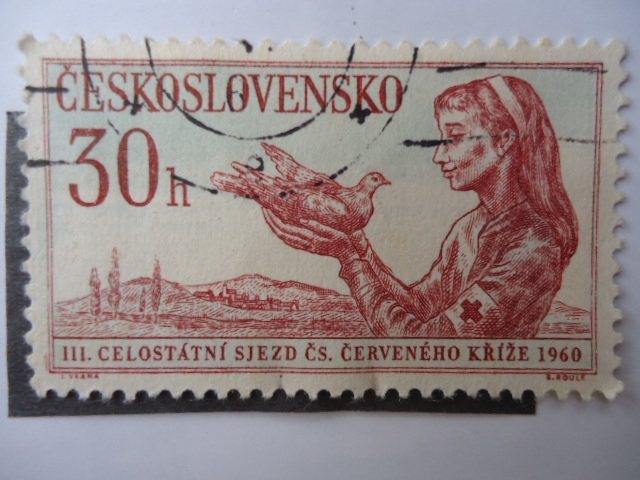 ČESKOSLOVENSKO
30h
III. CELOSTÁTNÍ SJEZD ČS. ČERVENÉHO KŘÍŽE 1960